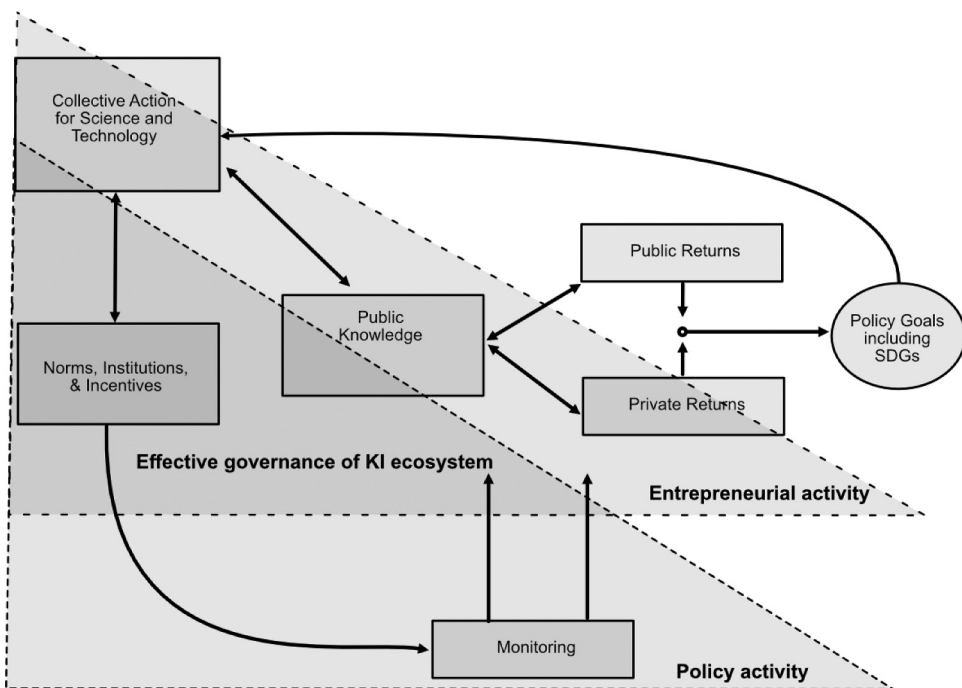 Collective Action
for Science and
Technology
Public Returns
Public
Knowledge
Policy Goals
including
SDGs
Norms, Institutions,
& Incentives
Private Returns
Effective governance of KI ecosystem
Entrepreneurial activity
Monitoring
Policy activity